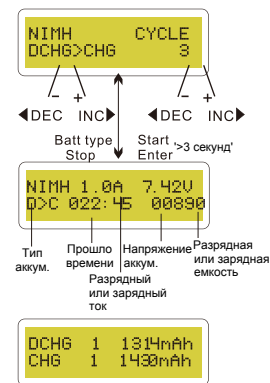 NIMH CYCLE
DCHG>CHG 3
- + - +
◀DEC INC▶ ◀DEC INC▶
Batt type Start '>3 секунд'
Stop Enter
NIMH 1.0A 7.42V
D>C 022:45 00890
Тип аккум.
Прошло времени
Разрядный или зарядный ток
Напряжение аккум.
Разрядная или зарядная емкость
DCHG 1 1314mAh
CHG 1 1430mAh